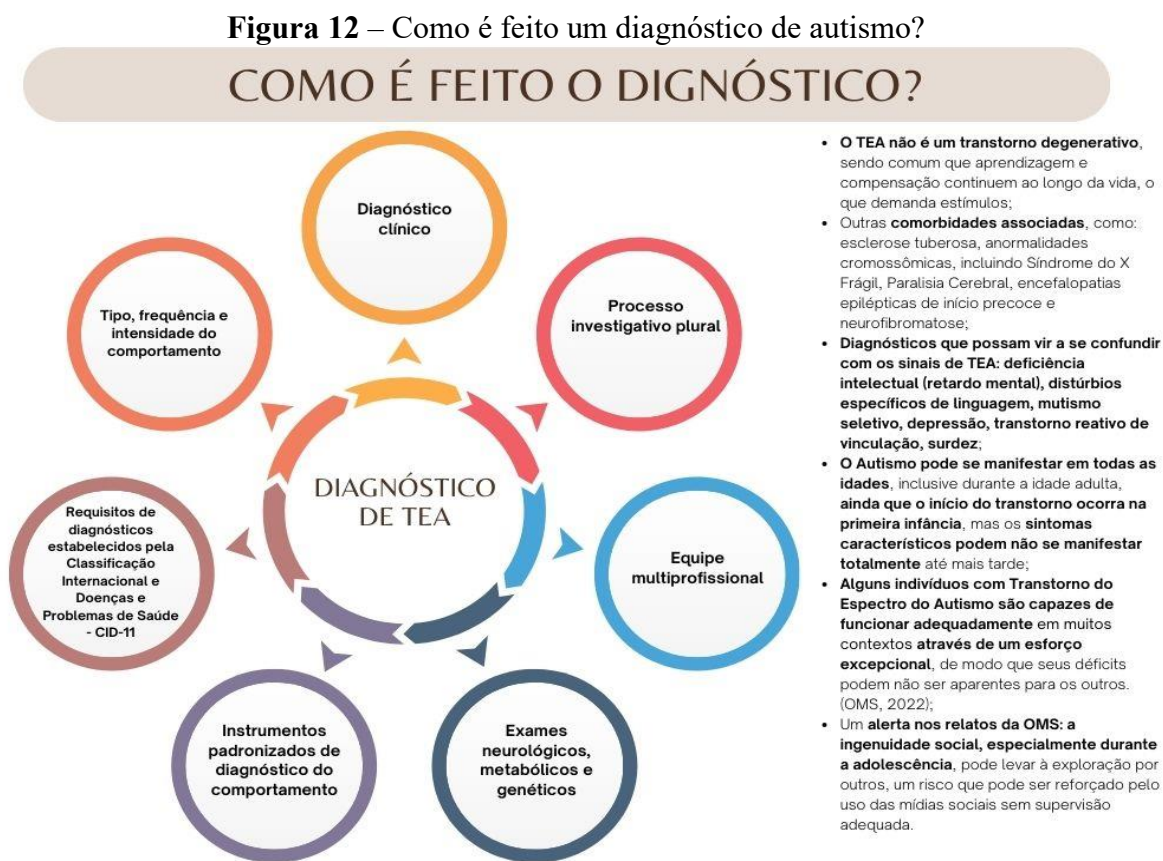 Figura 12 – Como é feito um diagnóstico de autismo?
COMO É FEITO O DIGNÓSTICO?
Diagnóstico
clínico
Processo
investigativo plural
Equipe
multiprofissional
Exames
neurológicos,
metabólicos e
genéticos
Instrumentos
padronizados de
diagnóstico do
comportamento
Requisitos de
diagnósticos
estabelecidos pela
Classificação
Internacional e
Doenças e
Problemas de Saúde
- CID-11
Tipo, frequência e
intensidade do
comportamento
DIAGNÓSTICO
DE TEA
• O TEA não é um transtorno degenerativo,
sendo comum que aprendizagem e
compensação continuem ao longo da vida, o
que demanda estímulos;
• Outras comorbidades associadas, como:
esclerose tuberosa, anormalidades
cromossômicas, incluindo Síndrome do X
Frágil, Paralisia Cerebral, encefalopatias
epilépticas de início precoce e
neurofibromatose;
• Diagnósticos que possam vir a se confundir
com os sinais de TEA: deficiência
intelectual (retardo mental), distúrbios
específicos de linguagem, mutismo
seletivo, depressão, transtorno reativo de
vinculação, surdez;
• O Autismo pode se manifestar em todas as
idades, inclusive durante a idade adulta,
ainda que o início do transtorno ocorra na
primeira infância, mas os sintomas
característicos podem não se manifestar
totalmente até mais tarde;
• Alguns indivíduos com Transtorno do
Espectro do Autismo são capazes de
funcionar adequadamente em muitos
contextos através de um esforço
excepcional, de modo que seus déficits
podem não ser aparentes para os outros.
(OMS, 2022);
• Um alerta nos relatos da OMS: a
ingenuidade social, especialmente durante
a adolescência, pode levar à exploração por
outros, um risco que pode ser reforçado pelo
uso das mídias sociais sem supervisão
adequada.